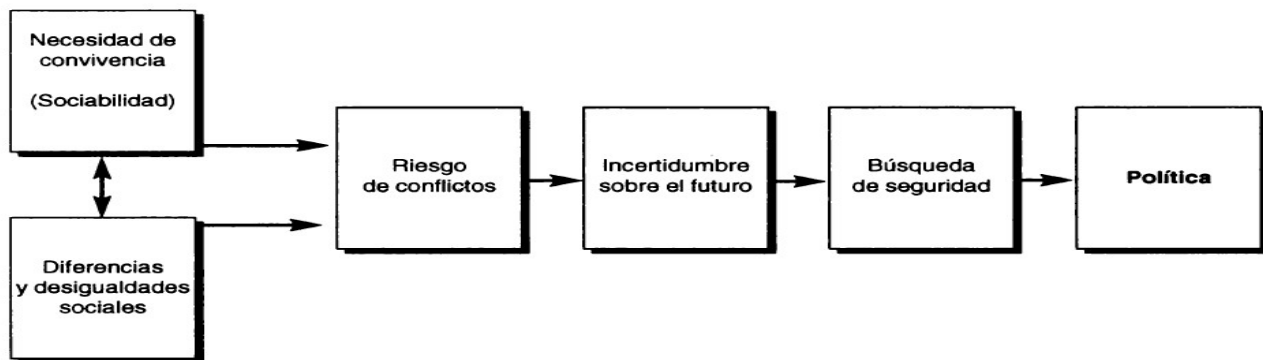 Necesidad de
convivencia
(Sociabilidad)
Diferencias
y desigualdades
sociales
Riesgo
de conflictos
Incertidumbre
sobre el futuro
Búsqueda
de seguridad
Política